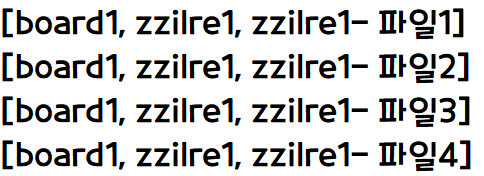 [board1, zzilre1, zzilre1- 파일1]
[board1, zzilre1, zzilre1- 파일2]
[board1, zzilre1, zzilre1- 파일3]
[board1, zzilre1, zzilre1- 파일4]